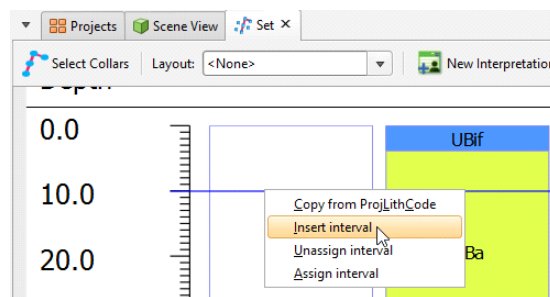 Projects Scene View Set
Select Collars Layout: <None> New Interpretation
Depth
0.0
UBif
10.0
Copy from ProjLithCode
Insert interval
Unassign interval
Ba
20.0
Assign interval